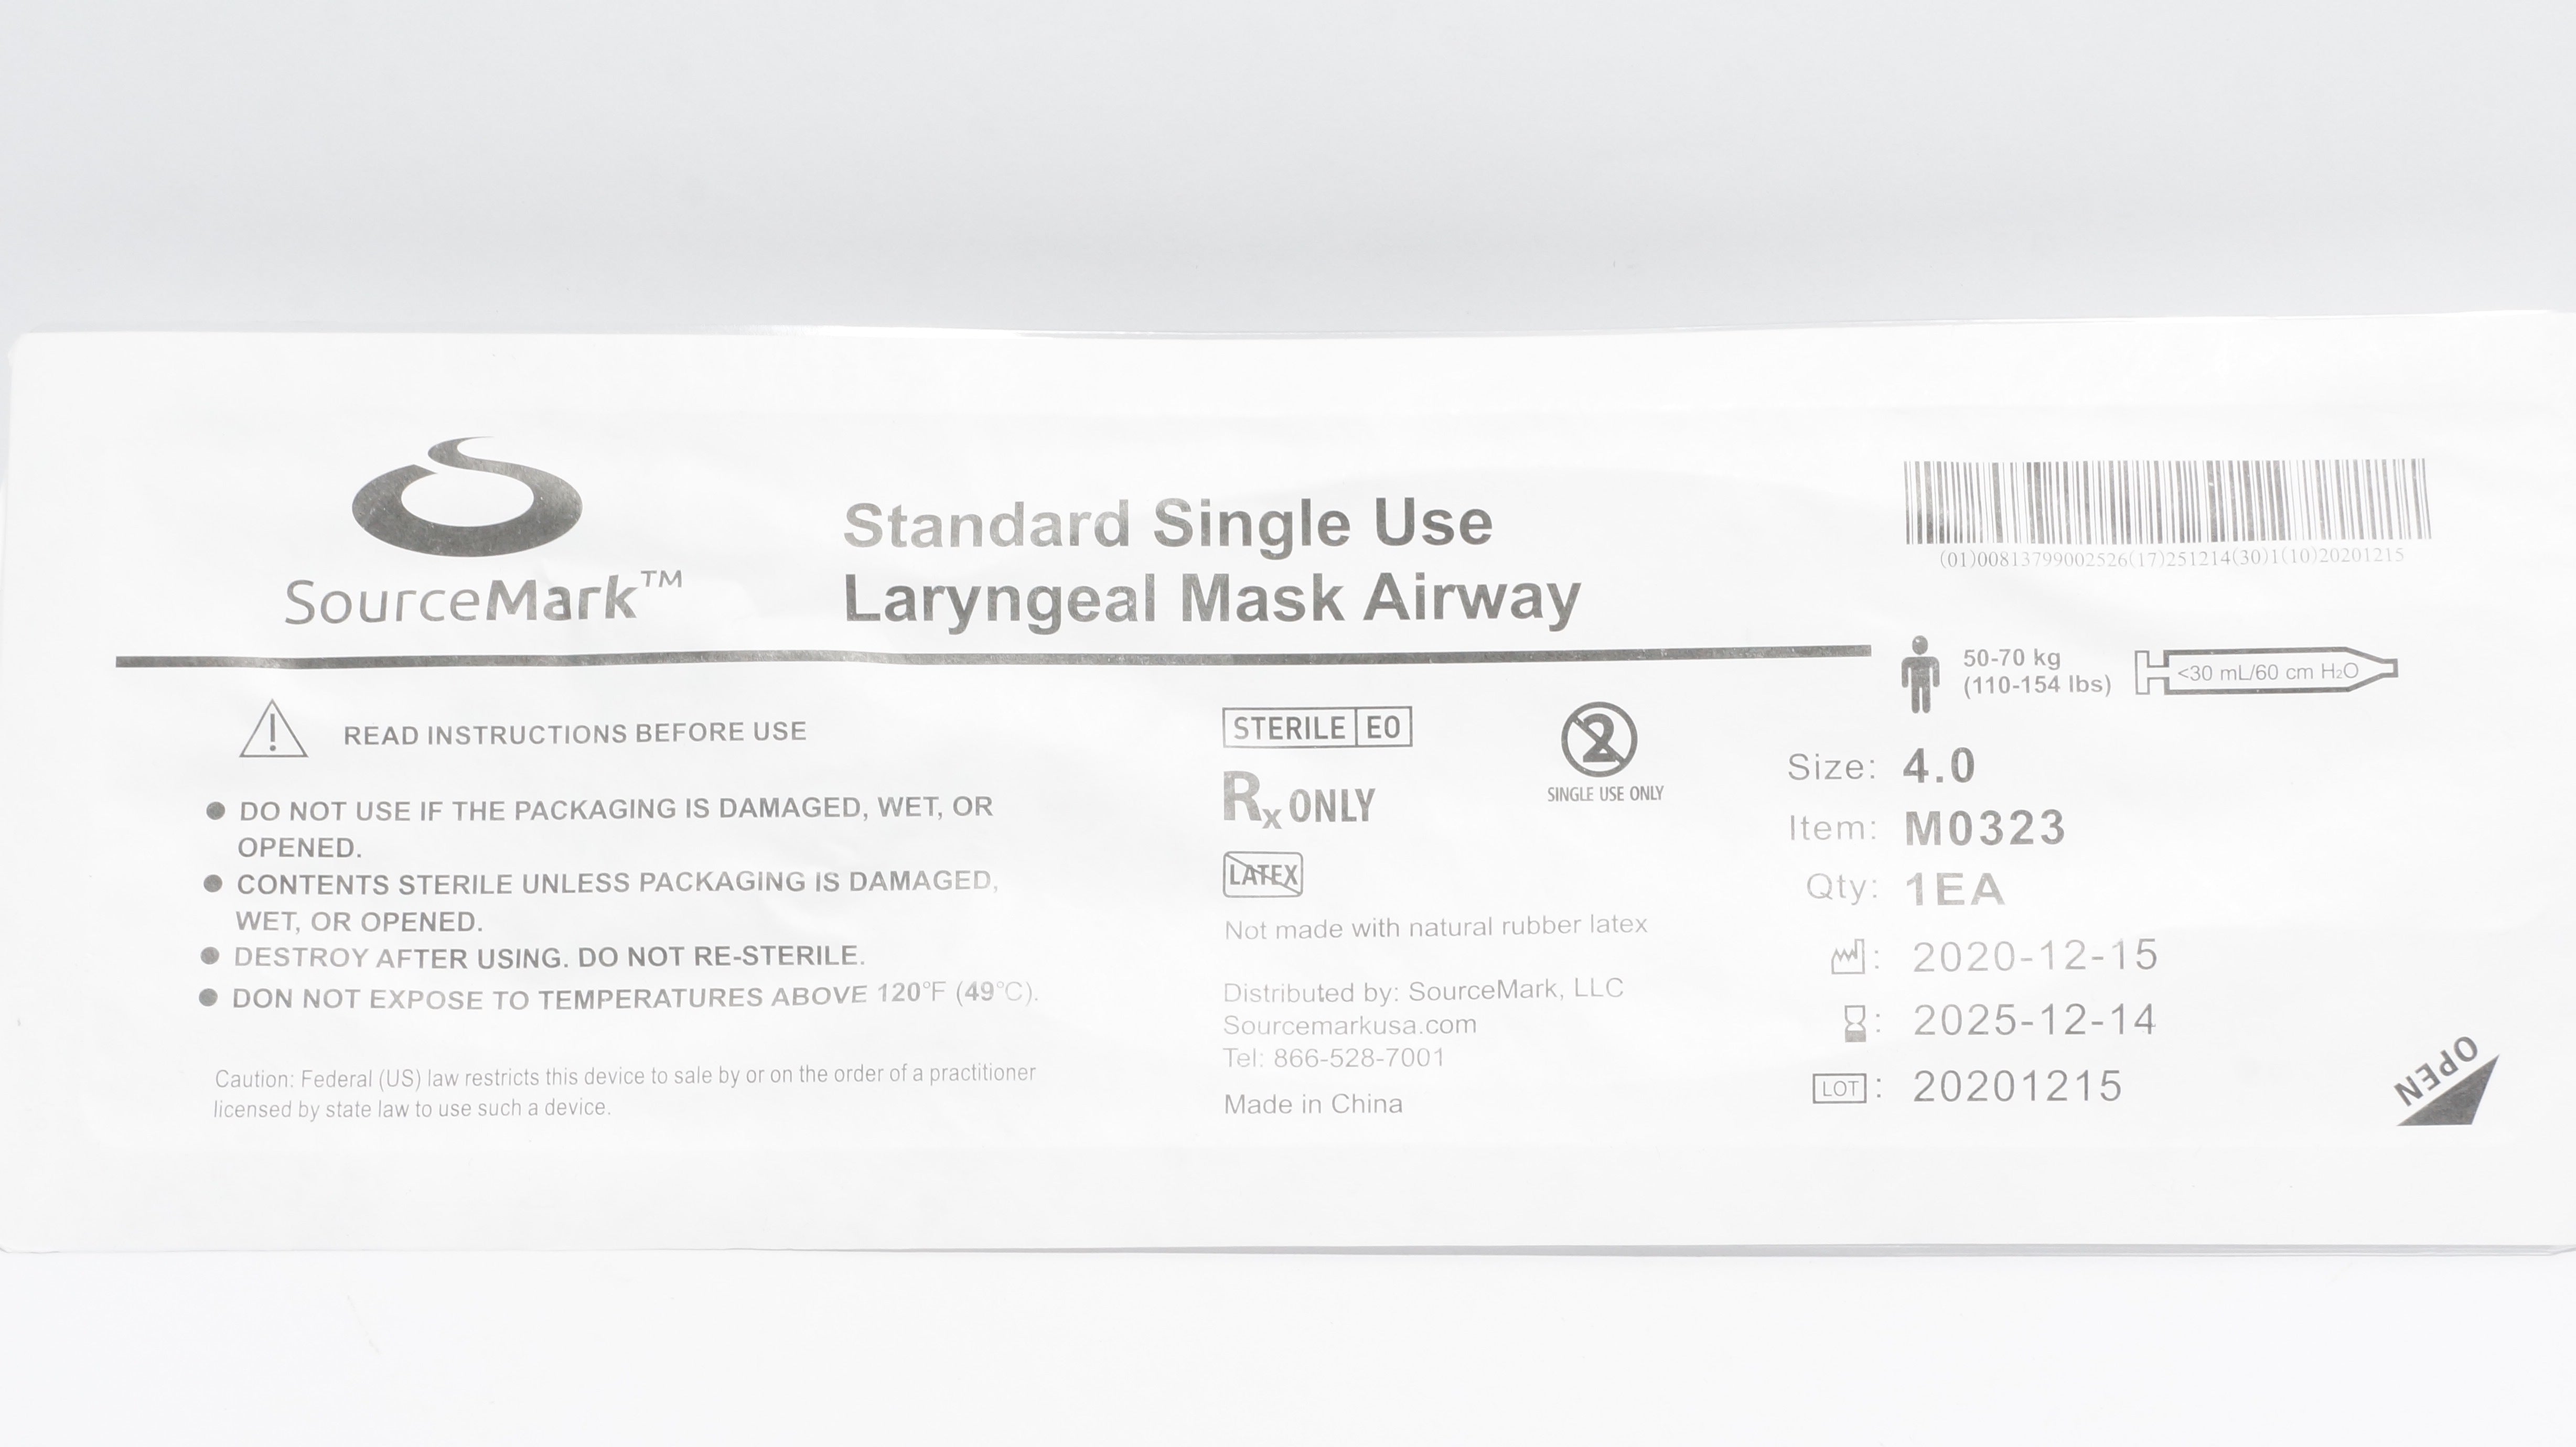 SourceMark™
Standard Single Use
Laryngeal Mask Airway
(01)00813799002526(17)251214(30)1(10)20201215
50-70 kg
(110-154 lbs)
<30 mL/60 cm H₂O
READ INSTRUCTIONS BEFORE USE
● DO NOT USE IF THE PACKAGING IS DAMAGED, WET, OR
OPENED.
● CONTENTS STERILE UNLESS PACKAGING IS DAMAGED,
WET, OR OPENED.
● DESTROY AFTER USING. DO NOT RE-STERILE.
● DON NOT EXPOSE TO TEMPERATURES ABOVE 120°F (49°C).
Caution: Federal (US) law restricts this device to sale by or on the order of a practitioner
licensed by state law to use such a device.
STERILE EO
2
SINGLE USE ONLY
Rx ONLY
LATEX
Not made with natural rubber latex
Distributed by: SourceMark, LLC
Sourcemarkusa.com
Tel: 866-528-7001
Made in China
Size: 4.0
Item: M0323
Qty: 1EA
: 2020-12-15
: 2025-12-14
LOT : 20201215
OPEN